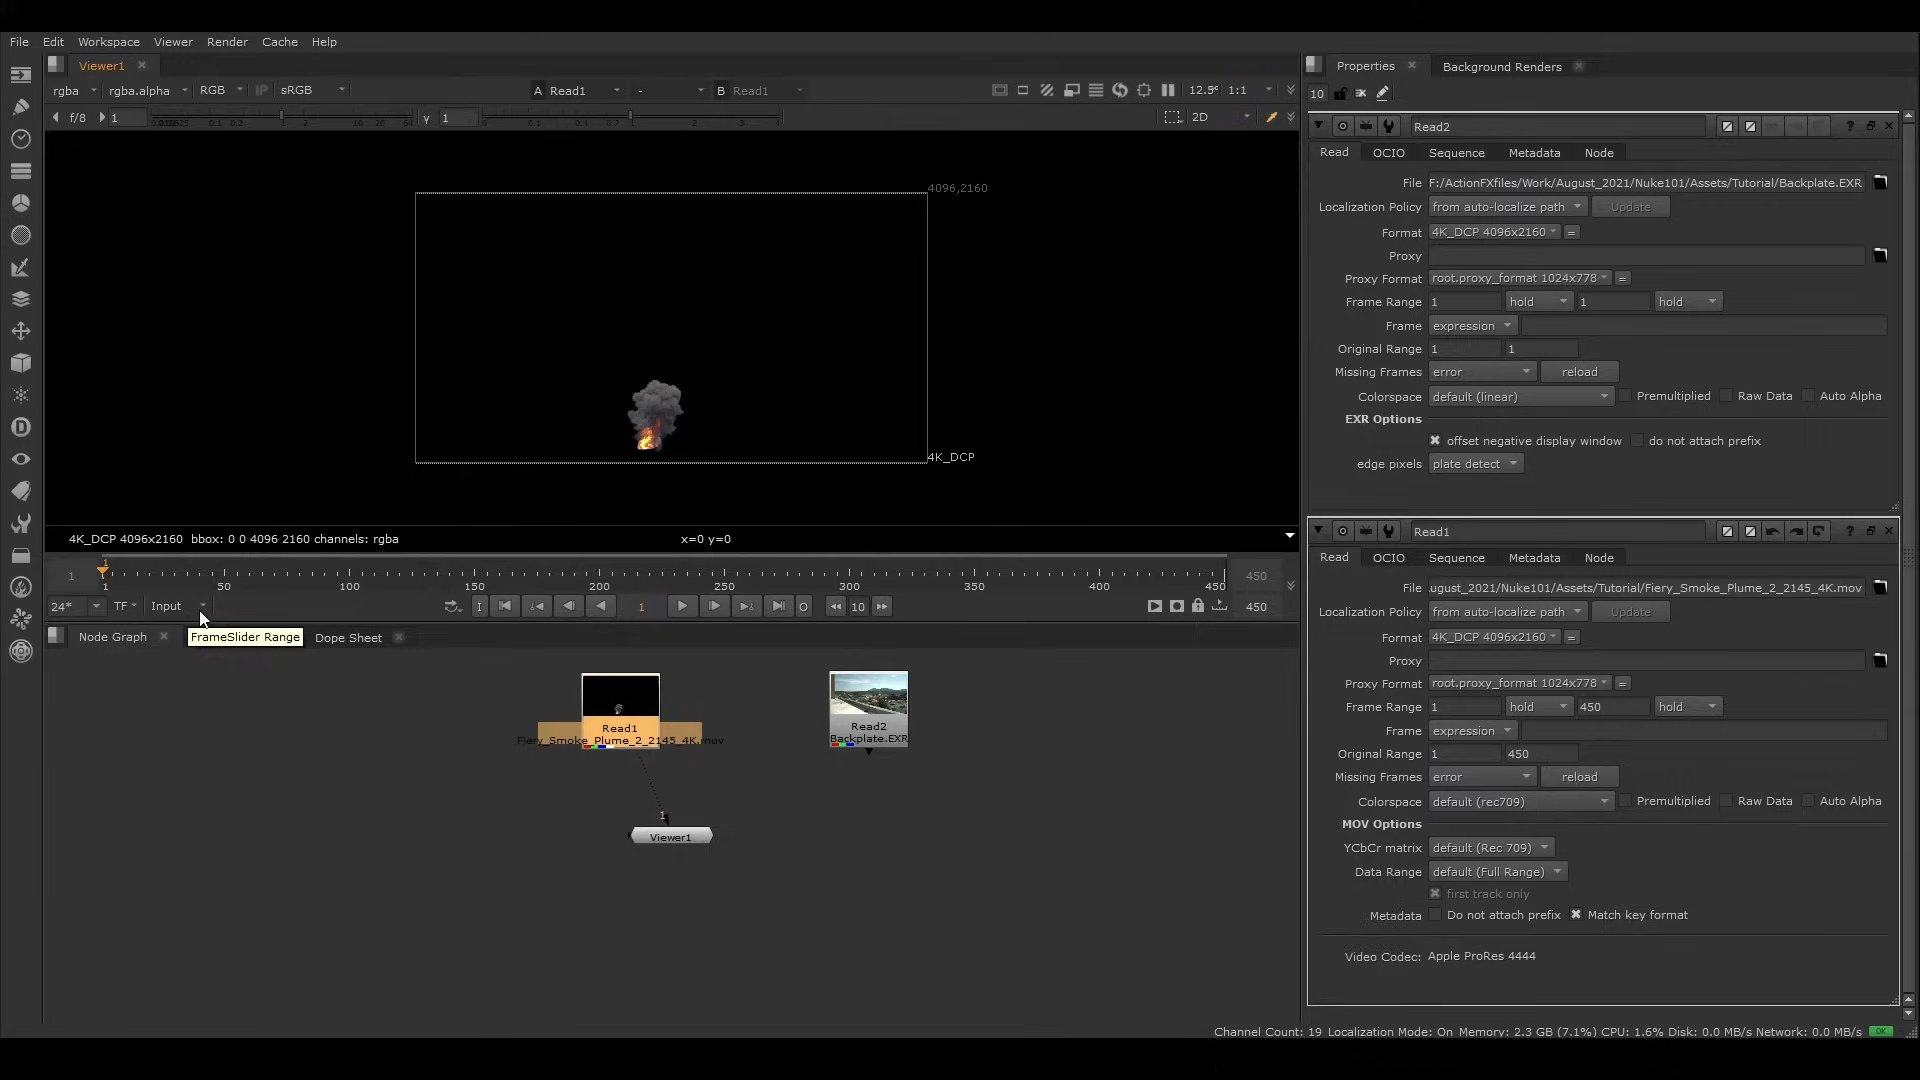 File Edit Workspace Viewer Render Cache Help
Viewer1
rgba rgba.alpha RGB IP sRGB A Read1 - B Read1 1:1
f/8 1 Y 1 2D
4096,2160
4K_DCP
4K_DCP 4096x2160 bbox: 0 0 4096 2160 channels: rgba x=0 y=0
1 1 450
1 50 100 150 200 250 300 350 400 450
24* TF Input I 1 O 10 450
FrameSlider Range
Node Graph Dope Sheet
Read1
Fiery_Smoke_Plume_2_2145_4K.mov
Read2
Backplate.EXR
1
Viewer1
Properties Background Renders
10
Read2
Read OCIO Sequence Metadata Node
File F:/ActionFXfiles/Work/August_2021/Nuke101/Assets/Tutorial/Backplate.EXR
Localization Policy from auto-localize path Update
Format 4K_DCP 4096x2160 =
Proxy
Proxy Format root.proxy_format 1024x778 =
Frame Range 1 hold 1 hold
Frame expression
Original Range 1 1
Missing Frames error reload
Colorspace default (linear) Premultiplied Raw Data Auto Alpha
EXR Options
offset negative display window do not attach prefix
edge pixels plate detect
Read1
Read OCIO Sequence Metadata Node
File ugust_2021/Nuke101/Assets/Tutorial/Fiery_Smoke_Plume_2_2145_4K.mov
Localization Policy from auto-localize path Update
Format 4K_DCP 4096x2160 =
Proxy
Proxy Format root.proxy_format 1024x778 =
Frame Range 1 hold 450 hold
Frame expression
Original Range 1 450
Missing Frames error reload
Colorspace default (rec709) Premultiplied Raw Data Auto Alpha
MOV Options
YCbCr matrix default (Rec 709)
Data Range default (Full Range)
first track only
Metadata Do not attach prefix Match key format
Video Codec: Apple ProRes 4444
Channel Count: 19 Localization Mode: On Memory: 2.3 GB (7.1%) CPU: 1.6% Disk: 0.0 MB/s Network: 0.0 MB/s OK